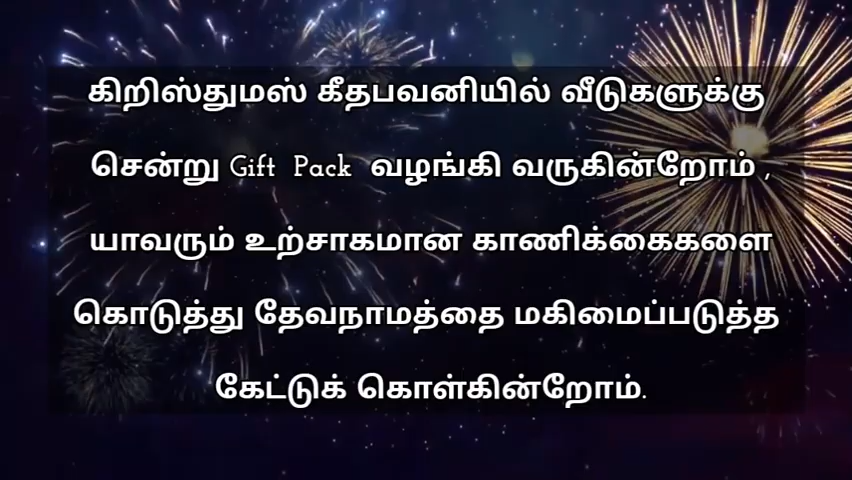 கிறிஸ்துமஸ் கீதபவனியில் வீடுகளுக்கு
சென்று Gift Pack வழங்கி வருகின்றோம் ,
யாவரும் உற்சாகமான காணிக்கைகளை
கொடுத்து தேவநாமத்தை மகிமைப்படுத்த
கேட்டுக் கொள்கின்றோம்.